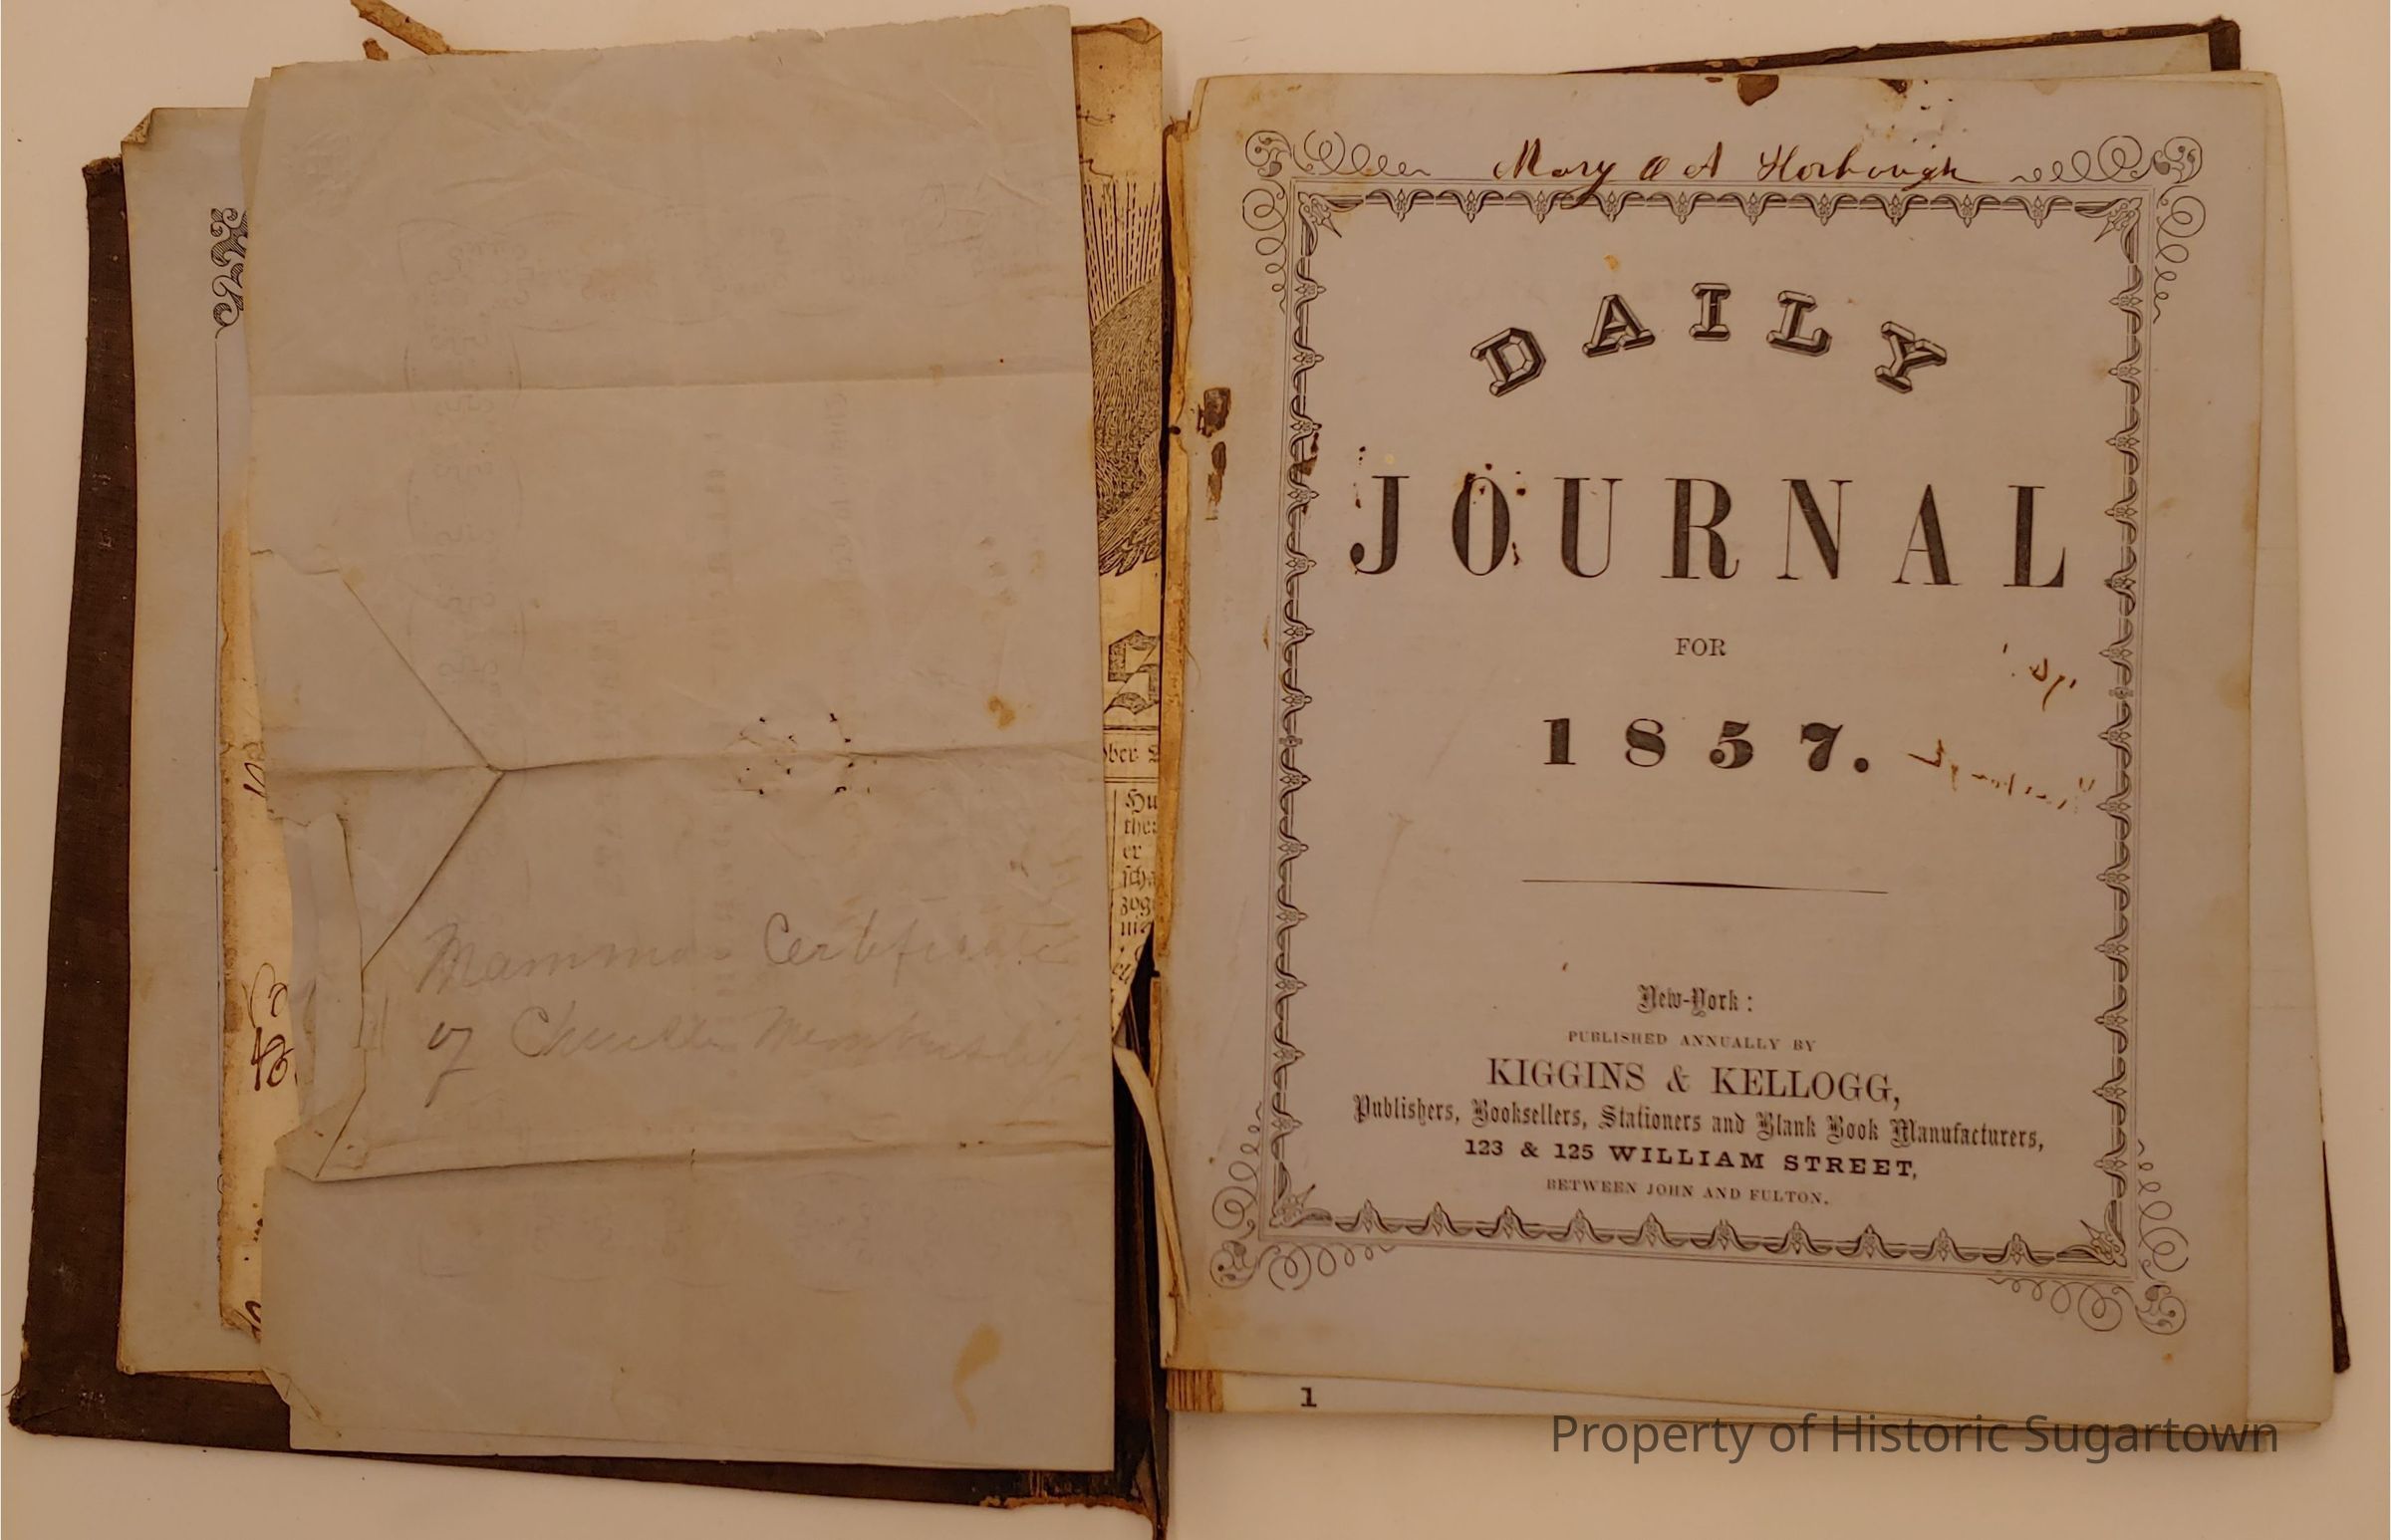 Mamma's Certificate
of Church Membership
Mary A A Horbough
DAILY
JOURNAL
FOR
1857.
New-York:
PUBLISHED ANNUALLY BY
KIGGINS & KELLOGG,
Publishers, Booksellers, Stationers and Blank Book Manufacturers,
123 & 125 WILLIAM STREET,
BETWEEN JOHN AND FULTON.
1
Property of Historic Sugartown